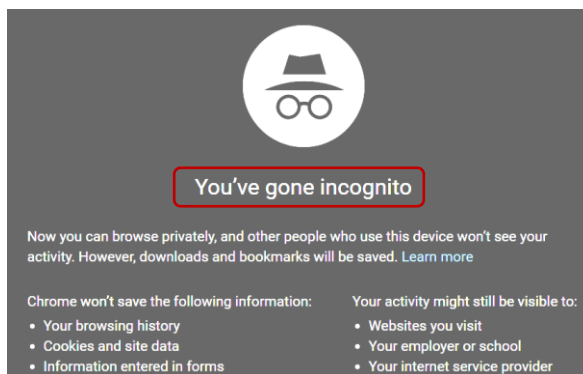 You've gone incognito
Now you can browse privately, and other people who use this device won't see your
activity. However, downloads and bookmarks will be saved. Learn more
Chrome won't save the following information:
• Your browsing history
• Cookies and site data
• Information entered in forms
Your activity might still be visible to:
• Websites you visit
• Your employer or school
• Your internet service provider